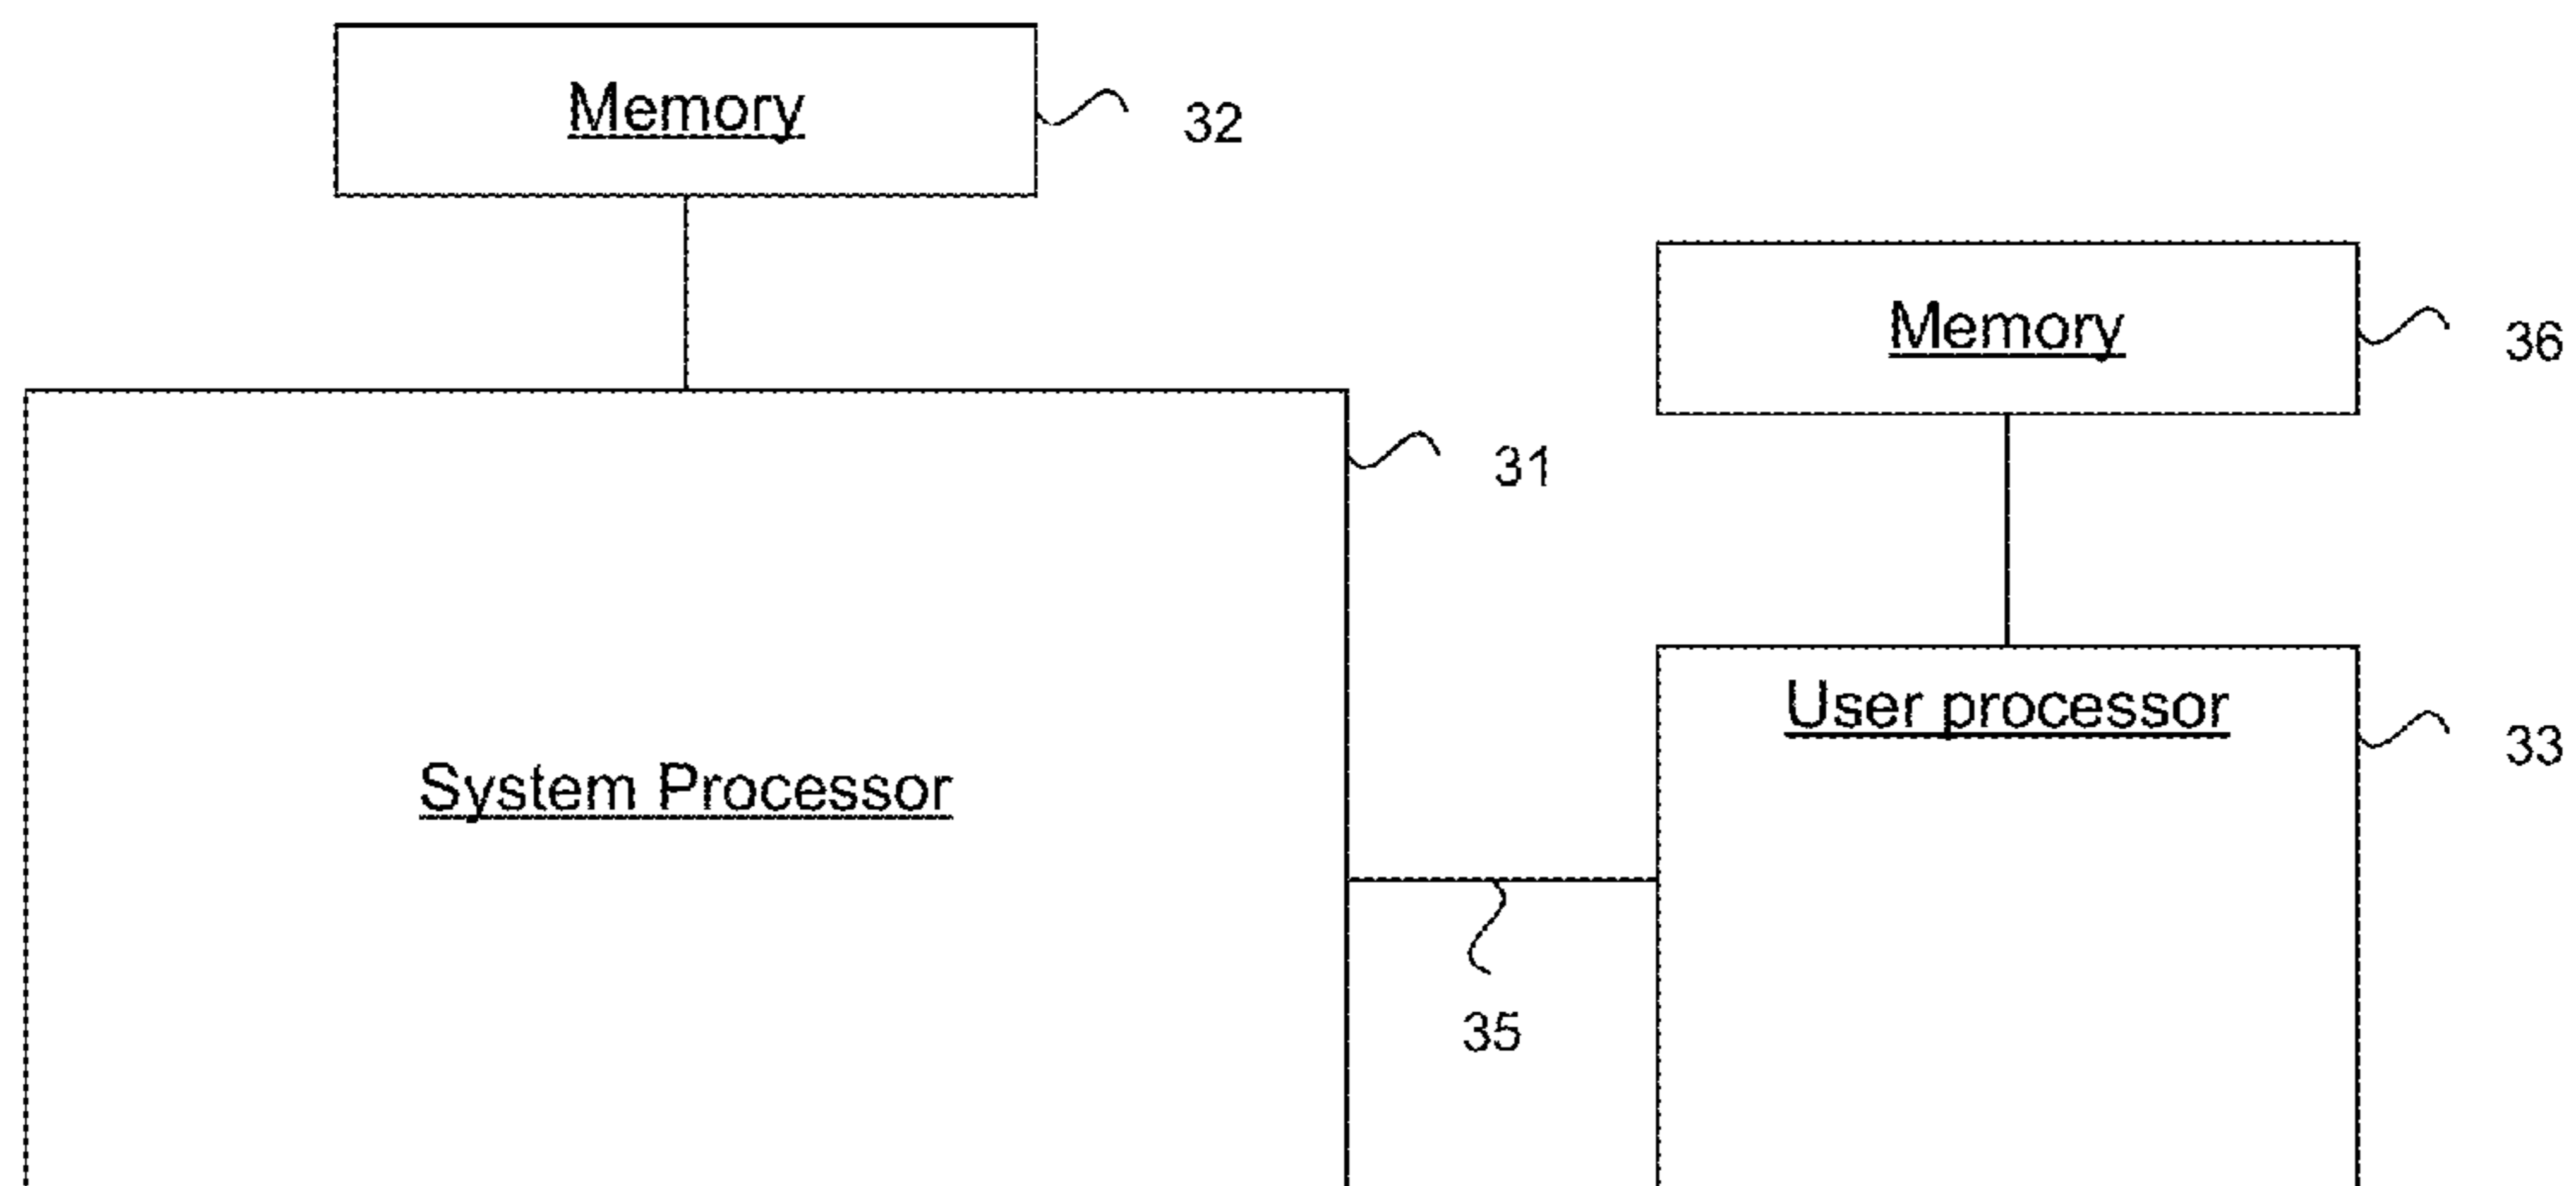 Memory
32
Memory
36
31
User processor
33
System Processor
35